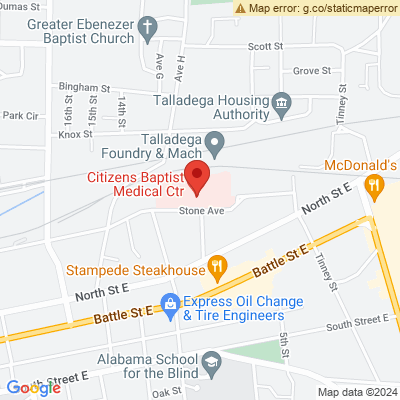 Dumas St
Map error: g.co/staticmaperror
Greater Ebenezer
Baptist Church
Scott St
Ave G
Ave H
Grove St
Bingham St
Park Cir
16th St
15th St
14th St
Talladega Housing
Authority
Tinney St
Knox St
Talladega
Foundry & Mach
McDonald's
Citizens Baptist
Medical Ctr
Stone Ave
North St E
Stampede Steakhouse
Battle St E
Tinney St
North St E
Express Oil Change
& Tire Engineers
Battle St E
South Street E
5th St
Alabama School
for the Blind
South Street E
Oak St
Google
Map data ©2024